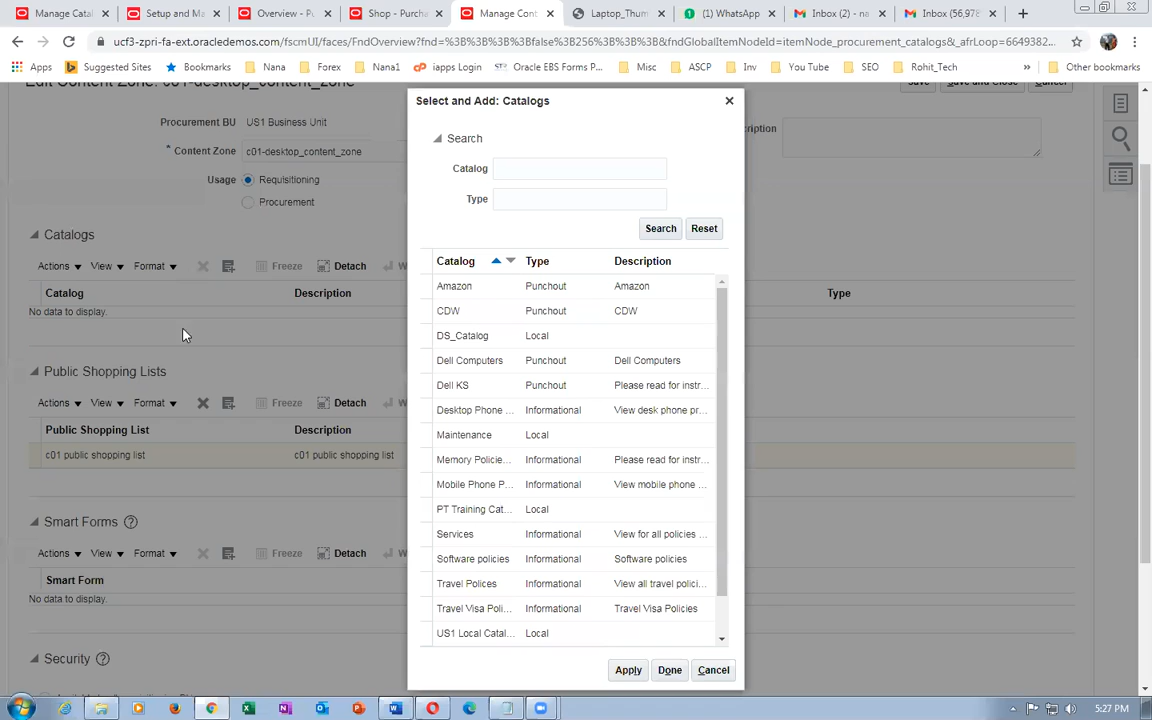 Manage Catal
Setup and Ma
Overview - Pu
Shop - Purcha
Manage Cont
Laptop_Thum
(1) WhatsApp
Inbox (2) - na
Inbox (56,978
ucf3-zpri-fa-ext.oracledemos.com/fscmUI/faces/FndOverview?fnd=%3B%3B%3B%3Bfalse%3B256%3B%3B%3B&fndGlobalItemNodeId=itemNode_procurement_catalogs&_afrLoop=6649382...
Apps
Suggested Sites
Bookmarks
Nana
Forex
Nana1
iapps Login
Oracle EBS Forms P...
Misc
ASCP
Inv
You Tube
SEO
Rohit_Tech
»
Other bookmarks
Edit Content Zone: c01-desktop_content_zone
Save
Save and Close
Cancel
Procurement BU US1 Business Unit
* Content Zone c01-desktop_content_zone
Usage Requisitioning
Procurement
Catalogs
Actions View Format Freeze Detach W
Catalog Description Type
No data to display.
Public Shopping Lists
Actions View Format Freeze Detach
Public Shopping List Description
c01 public shopping list c01 public shopping list
Smart Forms
Actions View Format Freeze Detach W
Smart Form
No data to display.
Security
Select and Add: Catalogs
Search
Catalog
Type
Search Reset
Catalog Type Description
Amazon Punchout Amazon
CDW Punchout CDW
DS_Catalog Local
Dell Computers Punchout Dell Computers
Dell KS Punchout Please read for instr...
Desktop Phone ... Informational View desk phone pr...
Maintenance Local
Memory Policie... Informational Please read for instr...
Mobile Phone P... Informational View mobile phone ...
PT Training Cat... Local
Services Informational View for all policies ...
Software policies Informational Software policies
Travel Polices Informational View all travel polici...
Travel Visa Poli... Informational Travel Visa Policies
US1 Local Catal... Local
Apply Done Cancel
5:27 PM